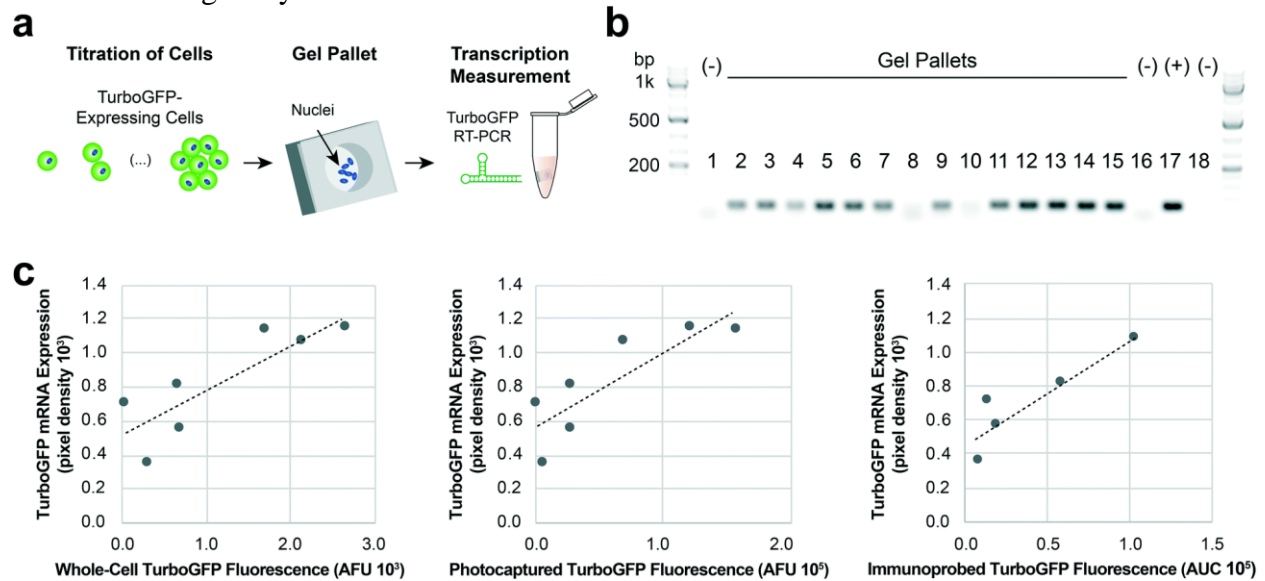 a
Titration of Cells
Gel Pallet
Transcription
Measurement
TurboGFP-
Expressing Cells
(...)
Nuclei
TurboGFP
RT-PCR
b
bp
1k
500
200
(-)
Gel Pallets
(-) (+) (-)
1 2 3 4 5 6 7 8 9 10 11 12 13 14 15 16 17 18
c
TurboGFP mRNA Expression
(pixel density 10³)
1.4
1.2
1.0
0.8
0.6
0.4
0.2
0.0
0.0 1.0 2.0 3.0
Whole-Cell TurboGFP Fluorescence (AFU 10³)
TurboGFP mRNA Expression
(pixel density 10³)
1.4
1.2
1.0
0.8
0.6
0.4
0.2
0.0
0.0 1.0 2.0
Photocaptured TurboGFP Fluorescence (AFU 10⁵)
TurboGFP mRNA Expression
(pixel density 10³)
1.4
1.2
1.0
0.8
0.6
0.4
0.2
0.0
0.0 0.5 1.0 1.5
Immunoprobed TurboGFP Fluorescence (AUC 10⁵)